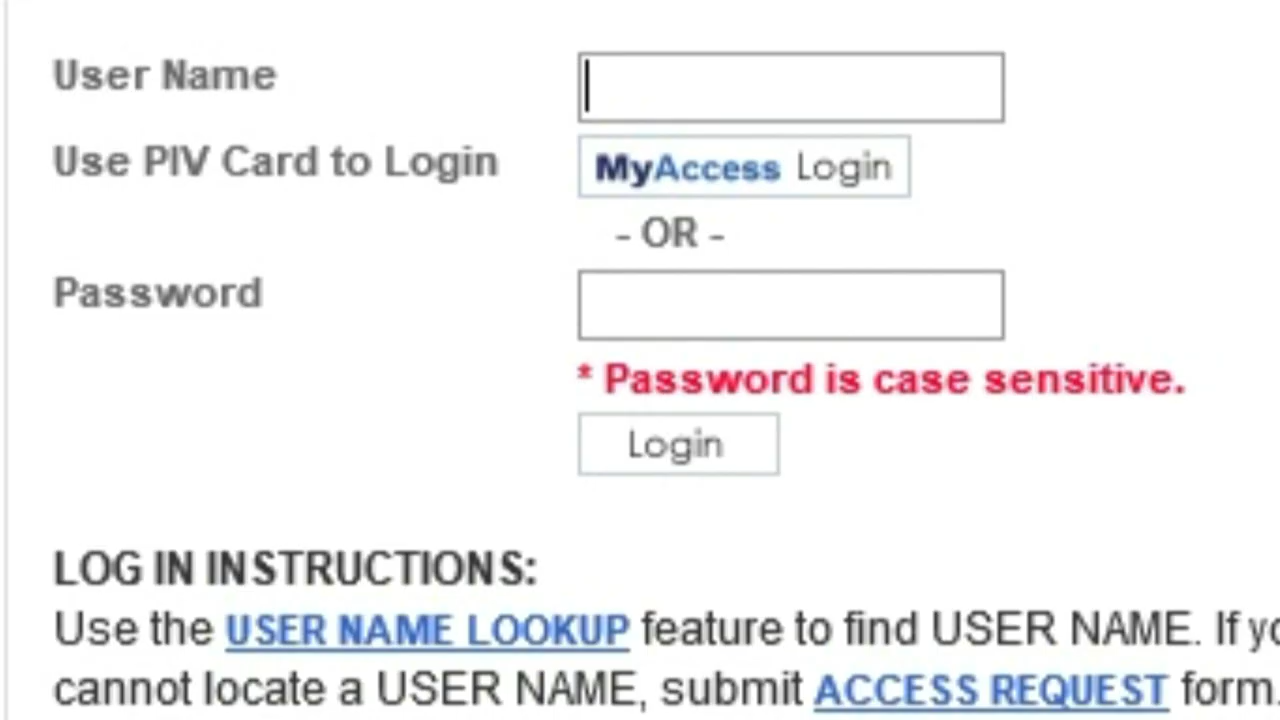 User Name
Use PIV Card to Login MyAccess Login
- OR -
Password
* Password is case sensitive.
Login
LOG IN INSTRUCTIONS:
Use the USER NAME LOOKUP feature to find USER NAME. If
cannot locate a USER NAME, submit ACCESS REQUEST form.